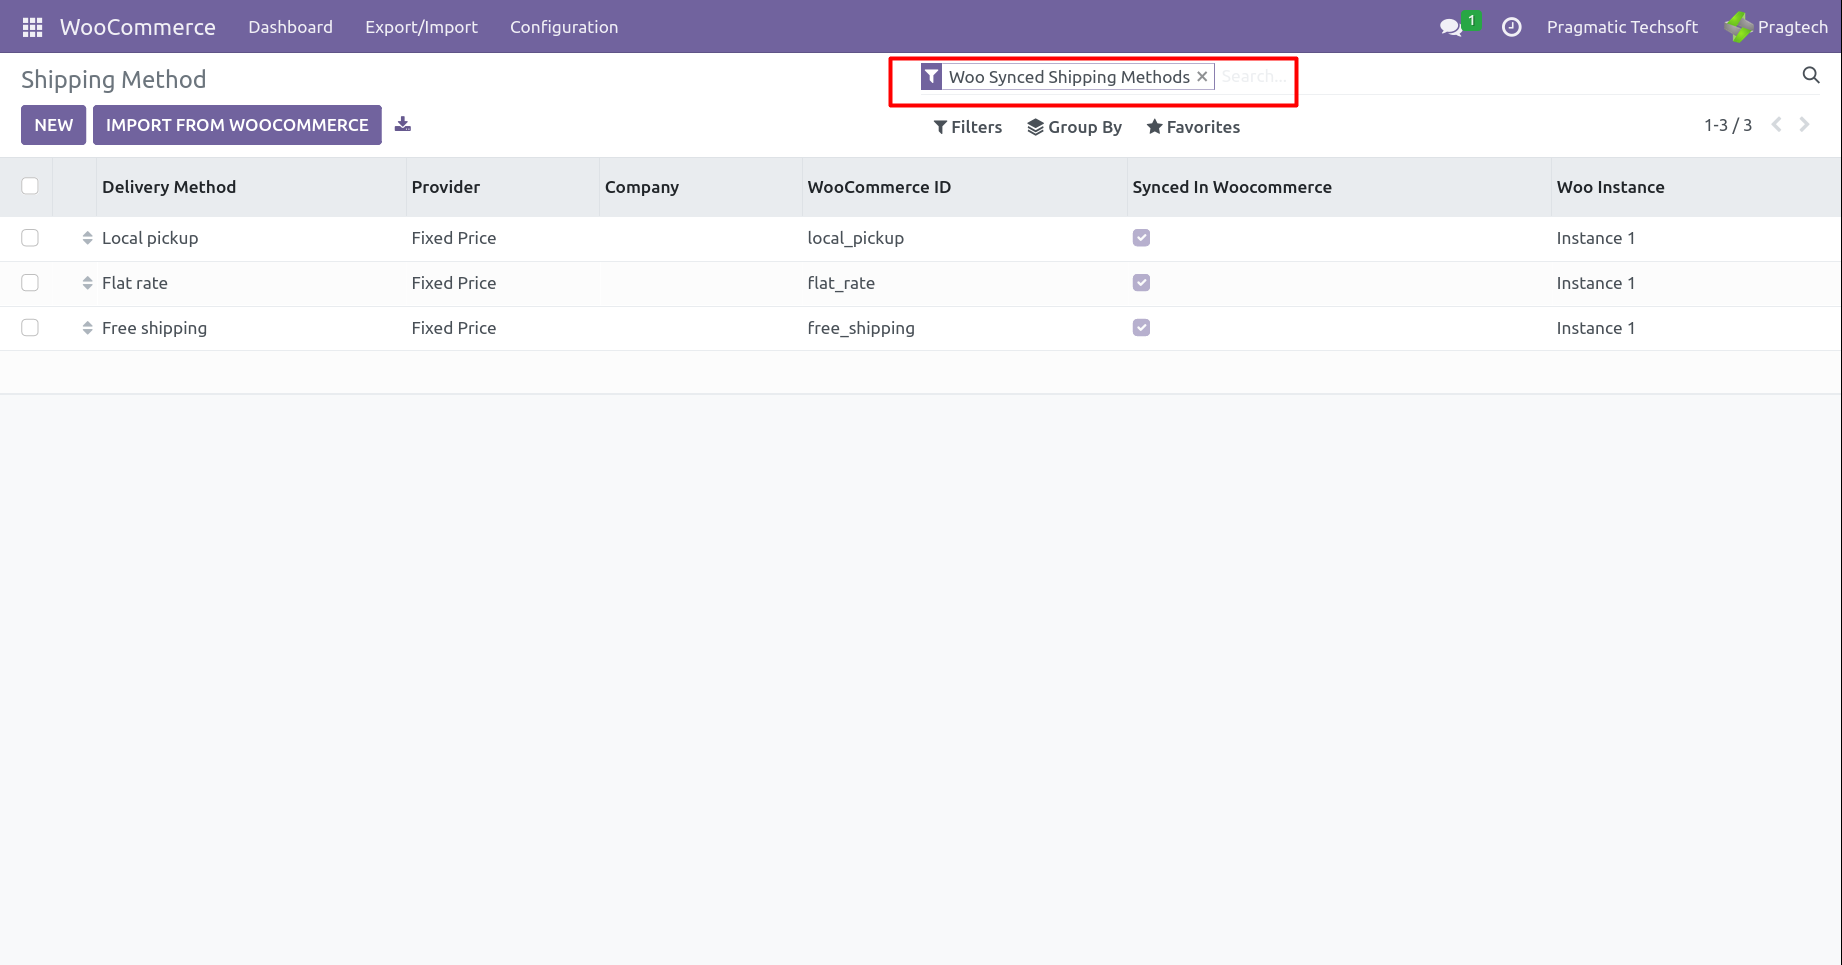 WooCommerce Dashboard Export/Import Configuration 1 Pragmatic Techsoft Pragtech
Shipping Method
Woo Synced Shipping Methods × Search...
NEW IMPORT FROM WOOCOMMERCE
Filters Group By Favorites
1-3 / 3
Delivery Method Provider Company WooCommerce ID Synced In Woocommerce Woo Instance
Local pickup Fixed Price local_pickup Instance 1
Flat rate Fixed Price flat_rate Instance 1
Free shipping Fixed Price free_shipping Instance 1